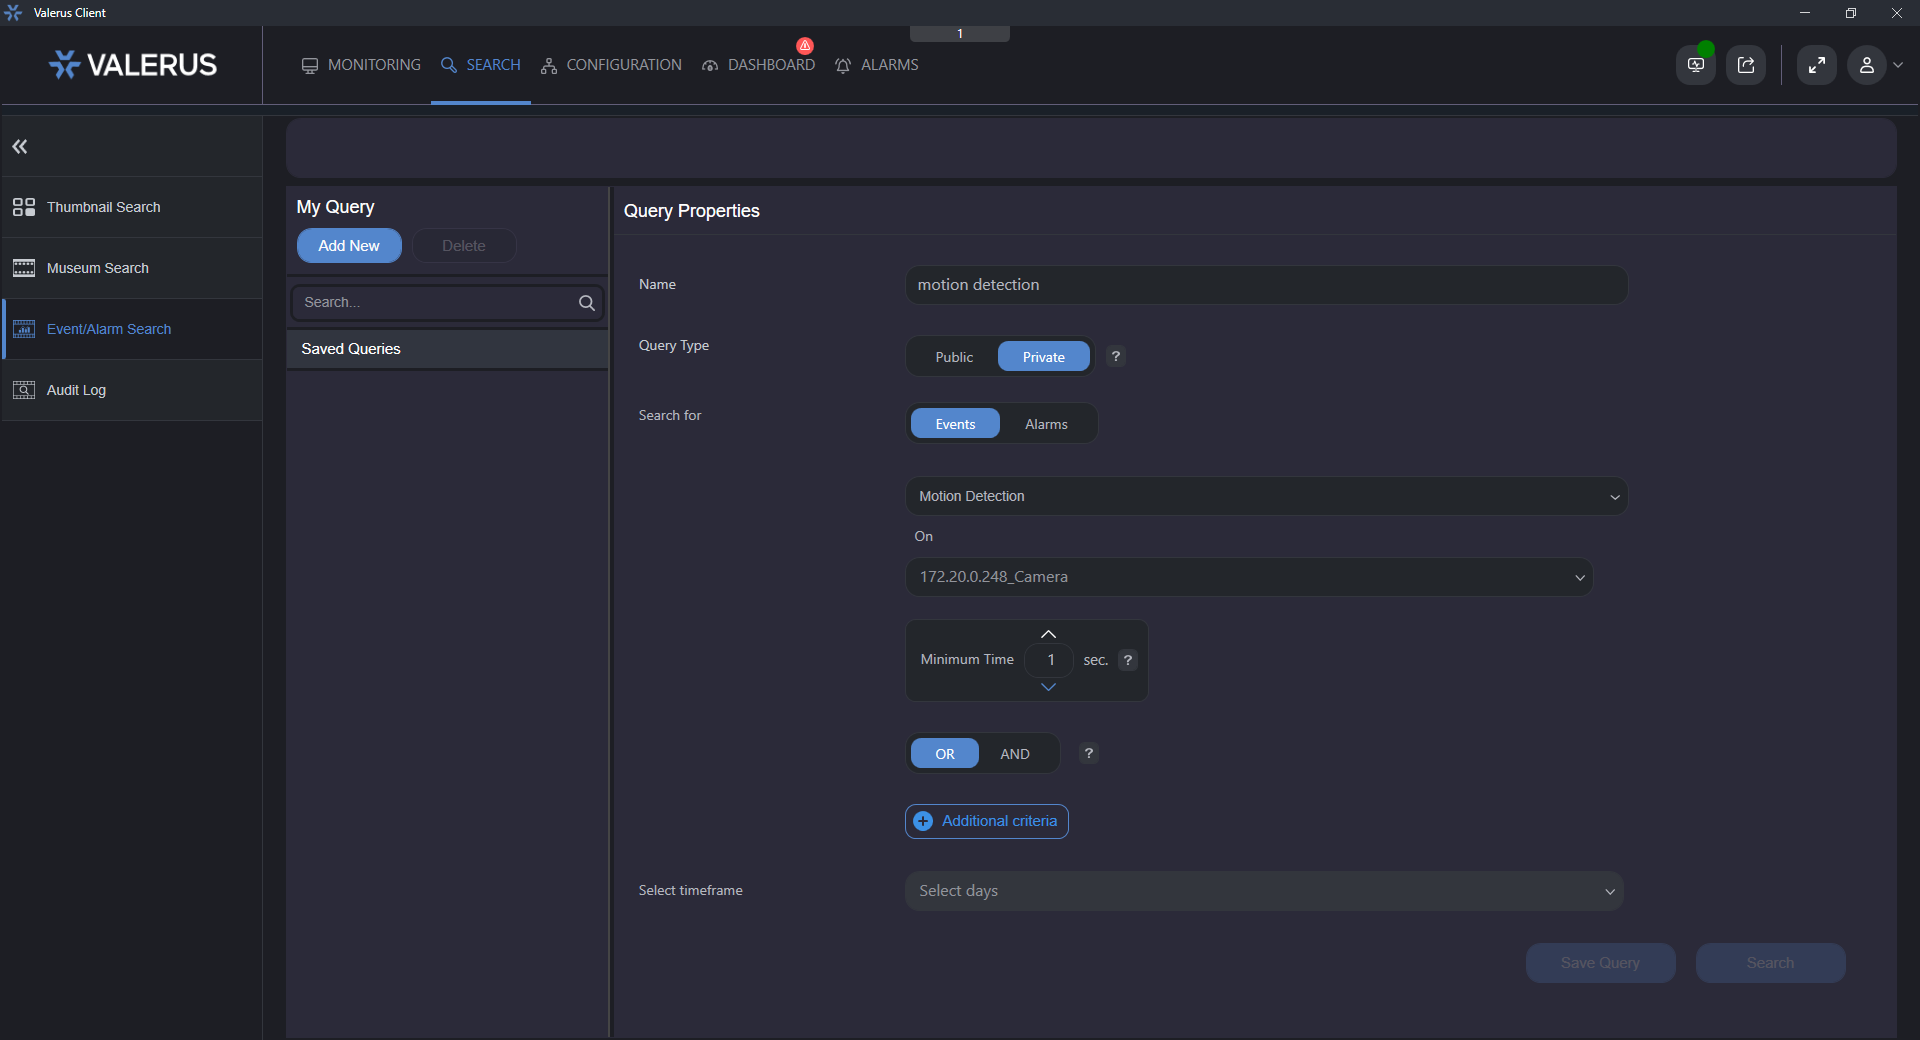 Valerus Client
1
VALERUS
MONITORING
SEARCH
CONFIGURATION
DASHBOARD
ALARMS
Thumbnail Search
Museum Search
Event/Alarm Search
Audit Log
My Query
Add New
Delete
Search...
Saved Queries
Query Properties
Name
motion detection
Query Type
Public
Private
?
Search for
Events
Alarms
Motion Detection
On
172.20.0.248_Camera
Minimum Time
1
sec.
?
OR
AND
?
Additional criteria
Select timeframe
Select days
Save Query
Search